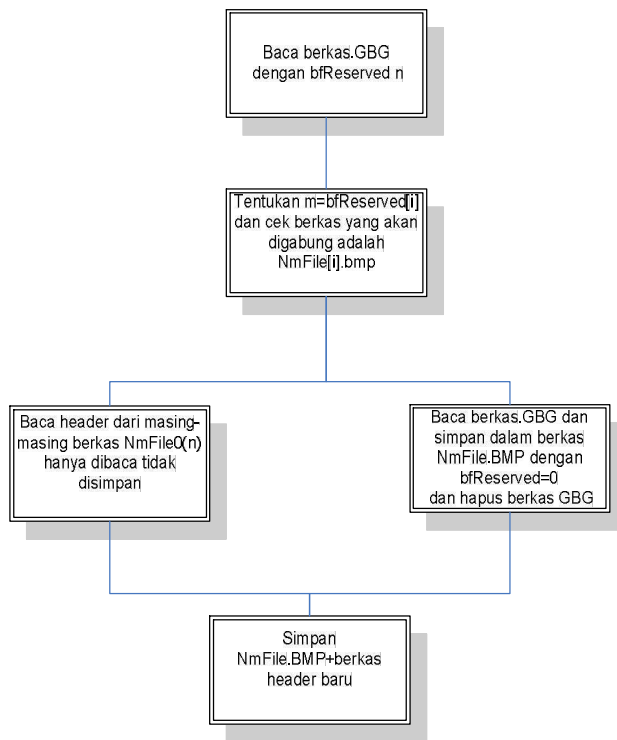 Baca berkas.GBG
dengan bfReserved n
Tentukan m=bfReserved[i]
dan cek berkas yang akan
digabung adalah
NmFile[i].bmp
Baca header dari masing-
masing berkas NmFile0(n)
hanya dibaca tidak
disimpan
Baca berkas.GBG dan
simpan dalam berkas
NmFile.BMP dengan
bfReserved=0
dan hapus berkas GBG
Simpan
NmFile.BMP+berkas
header baru